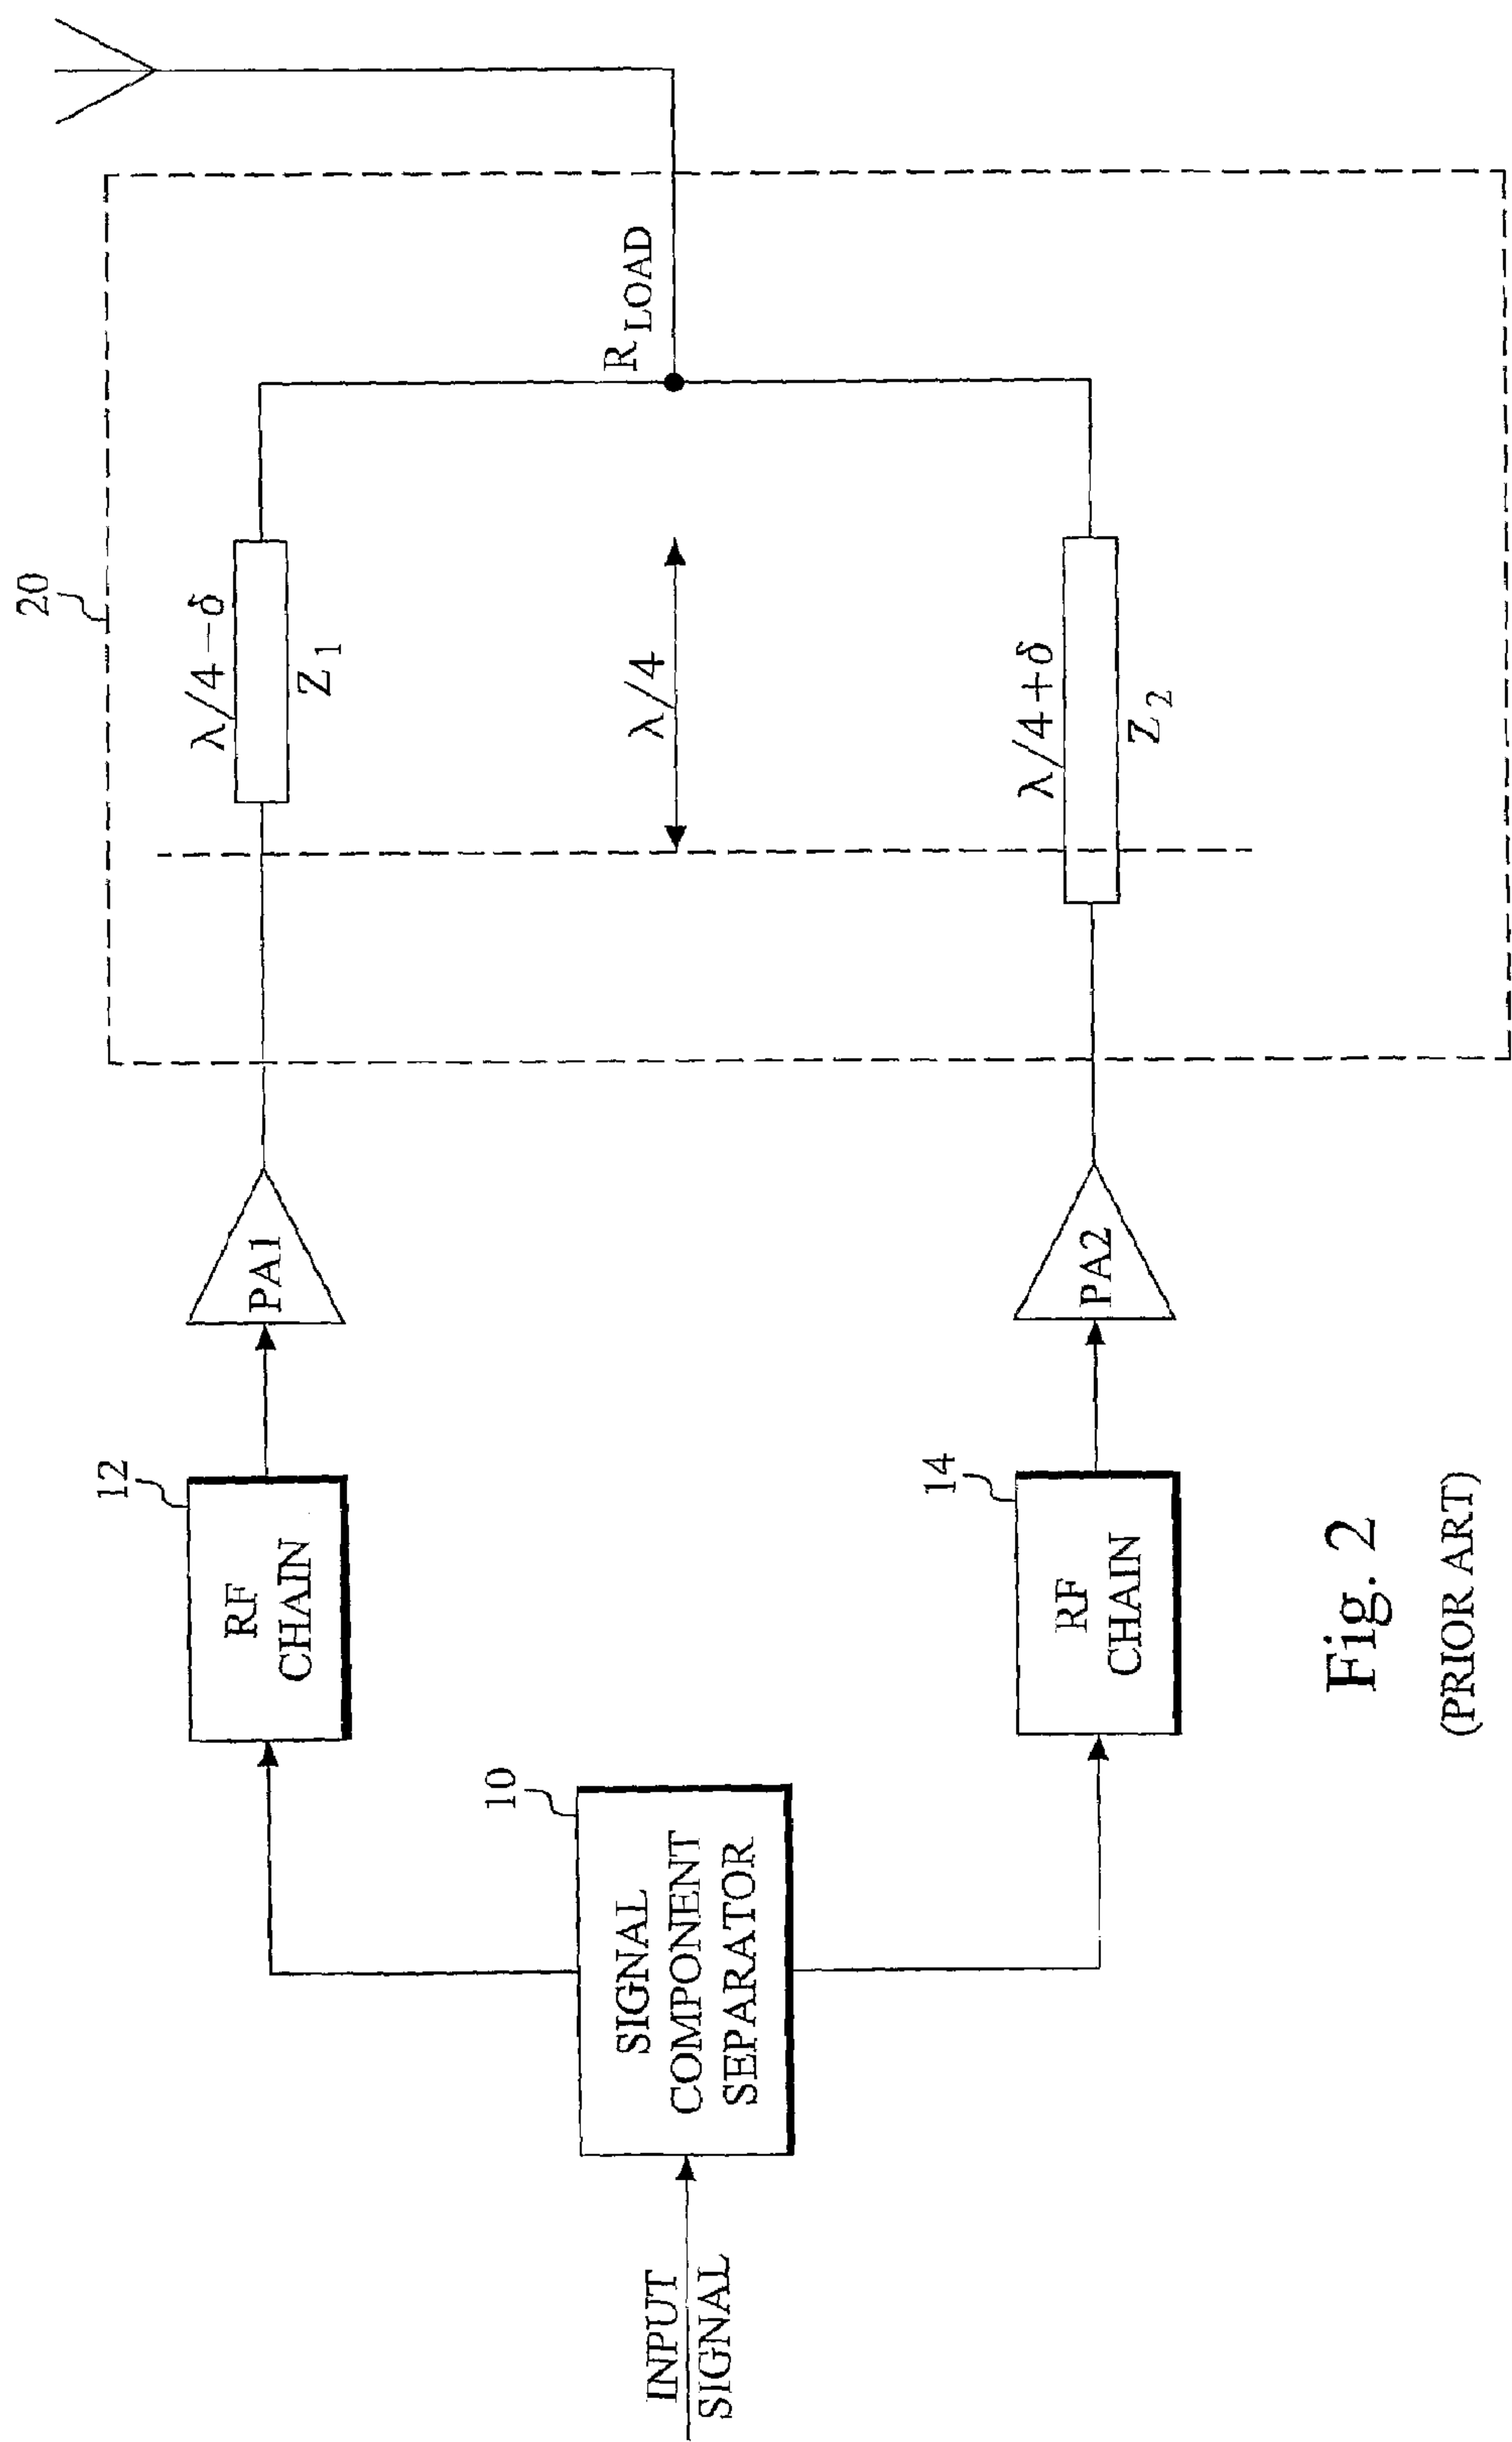 20
λ/4−δ
Z1
RLOAD
λ/4
λ/4+δ
Z2
PA1
PA2
12
RF
CHAIN
14
RF
CHAIN
10
SIGNAL
COMPONENT
SEPARATOR
INPUT
SIGNAL
Fig. 2
(PRIOR ART)